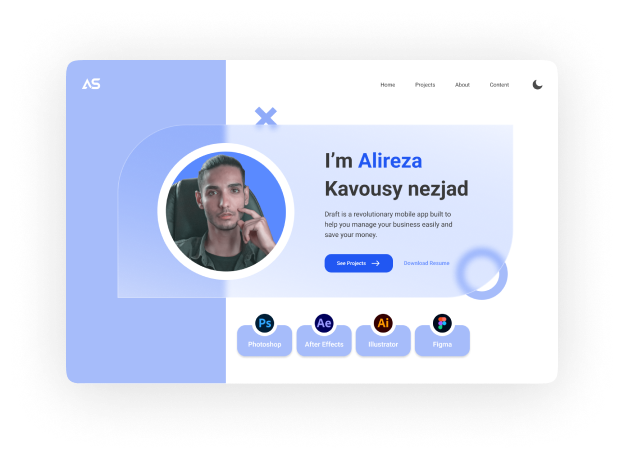 AS
Home Projects About Content
I'm Alireza
Kavousy nezjad
Draft is a revolutionary mobile app built to
help you manage your business easily and
save your money.
See Projects Download Resume
Ps Ae Ai
Photoshop After Effects Illustrator Figma